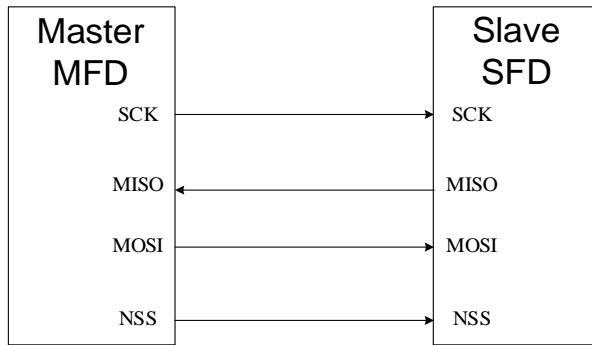 Master
MFD
SCK
MISO
MOSI
NSS
Slave
SFD
SCK
MISO
MOSI
NSS